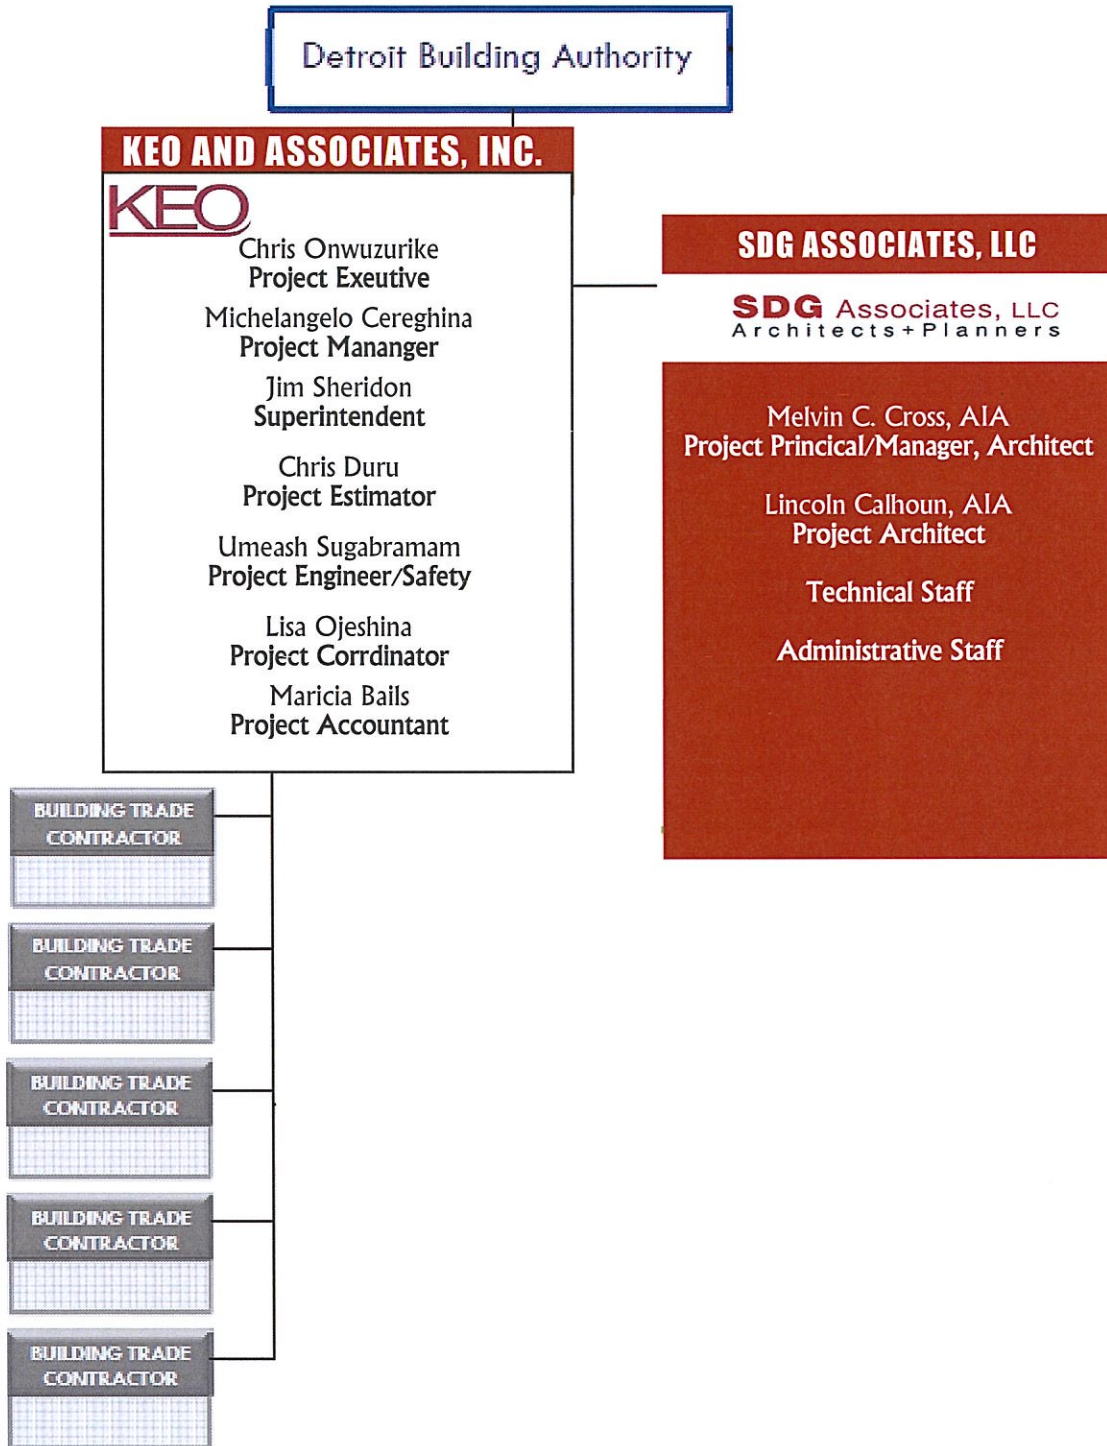 Detroit Building Authority
KEO AND ASSOCIATES, INC.
KEO
Chris Onwuzurike
Project Exeutive
Michelangelo Cereghina
Project Mananger
Jim Sheridon
Superintendent
Chris Duru
Project Estimator
Umeash Sugabramam
Project Engineer/Safety
Lisa Ojeshina
Project Corrdinator
Maricia Bails
Project Accountant
SDG ASSOCIATES, LLC
SDG Associates, LLC
Architects+Planners
Melvin C. Cross, AIA
Project Princical/Manager, Architect
Lincoln Calhoun, AIA
Project Architect
Technical Staff
Administrative Staff
BUILDING TRADE
CONTRACTOR
BUILDING TRADE
CONTRACTOR
BUILDING TRADE
CONTRACTOR
BUILDING TRADE
CONTRACTOR
BUILDING TRADE
CONTRACTOR